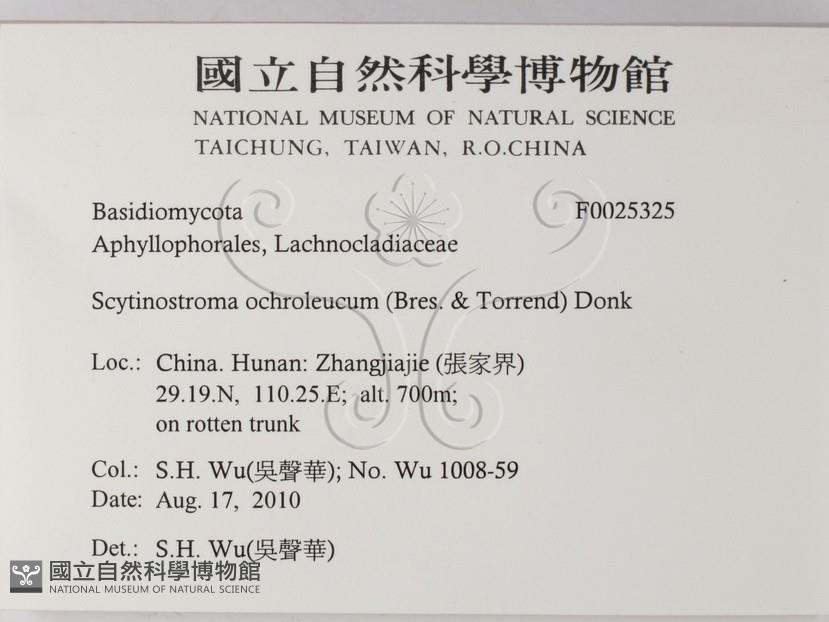 國立自然科學博物館
NATIONAL MUSEUM OF NATURAL SCIENCE
TAICHUNG, TAIWAN, R.O.CHINA
Basidiomycota F0025325
Aphyllophorales, Lachnocladiaceae
Scytinostroma ochroleucum (Bres. & Torrend) Donk
Loc.: China. Hunan: Zhangjiajie (張家界)
29.19.N, 110.25.E; alt. 700m;
on rotten trunk
Col.: S.H. Wu(吳聲華); No. Wu 1008-59
Date: Aug. 17, 2010
Det.: S.H. Wu(吳聲華)
國立自然科學博物館
NATIONAL MUSEUM OF NATURAL SCIENCE